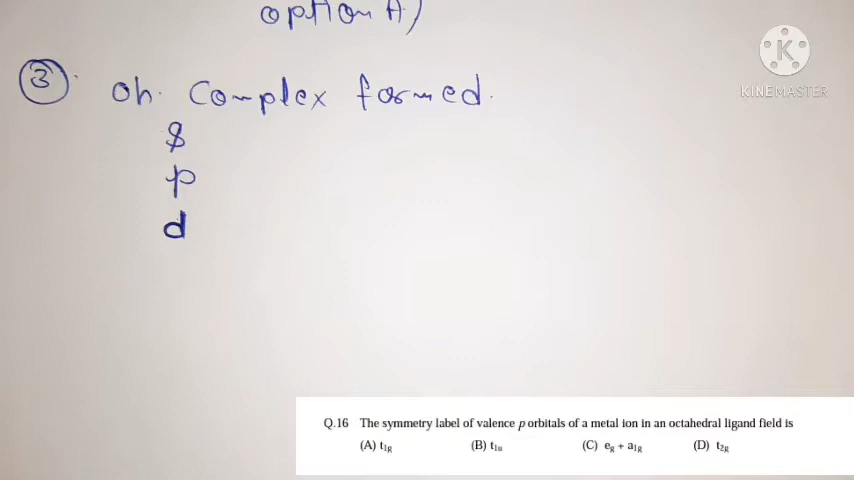 option A)
K
KINEMASTER
3
Oh. Complex formed.
s
p
d
Q.16 The symmetry label of valence p orbitals of a metal ion in an octahedral ligand field is
(A) t1g (B) t1u (C) eg + a1g (D) t2g